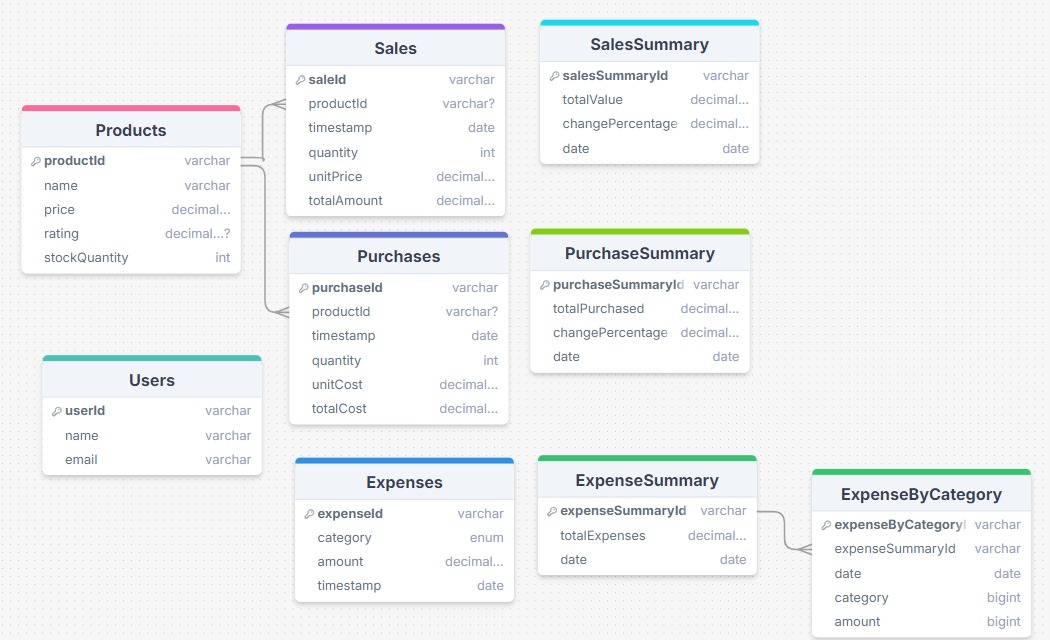 Products
productId varchar
name varchar
price decimal...
rating decimal...?
stockQuantity int
Sales
saleId varchar
productId varchar?
timestamp date
quantity int
unitPrice decimal...
totalAmount decimal...
SalesSummary
salesSummaryId varchar
totalValue decimal...
changePercentage decimal...
date date
Purchases
purchaseId varchar
productId varchar?
timestamp date
quantity int
unitCost decimal...
totalCost decimal...
PurchaseSummary
purchaseSummaryId varchar
totalPurchased decimal...
changePercentage decimal...
date date
Users
userId varchar
name varchar
email varchar
Expenses
expenseId varchar
category enum
amount decimal...
timestamp date
ExpenseSummary
expenseSummaryId varchar
totalExpenses decimal...
date date
ExpenseByCategory
expenseByCategoryI varchar
expenseSummaryId varchar
date date
category bigint
amount bigint